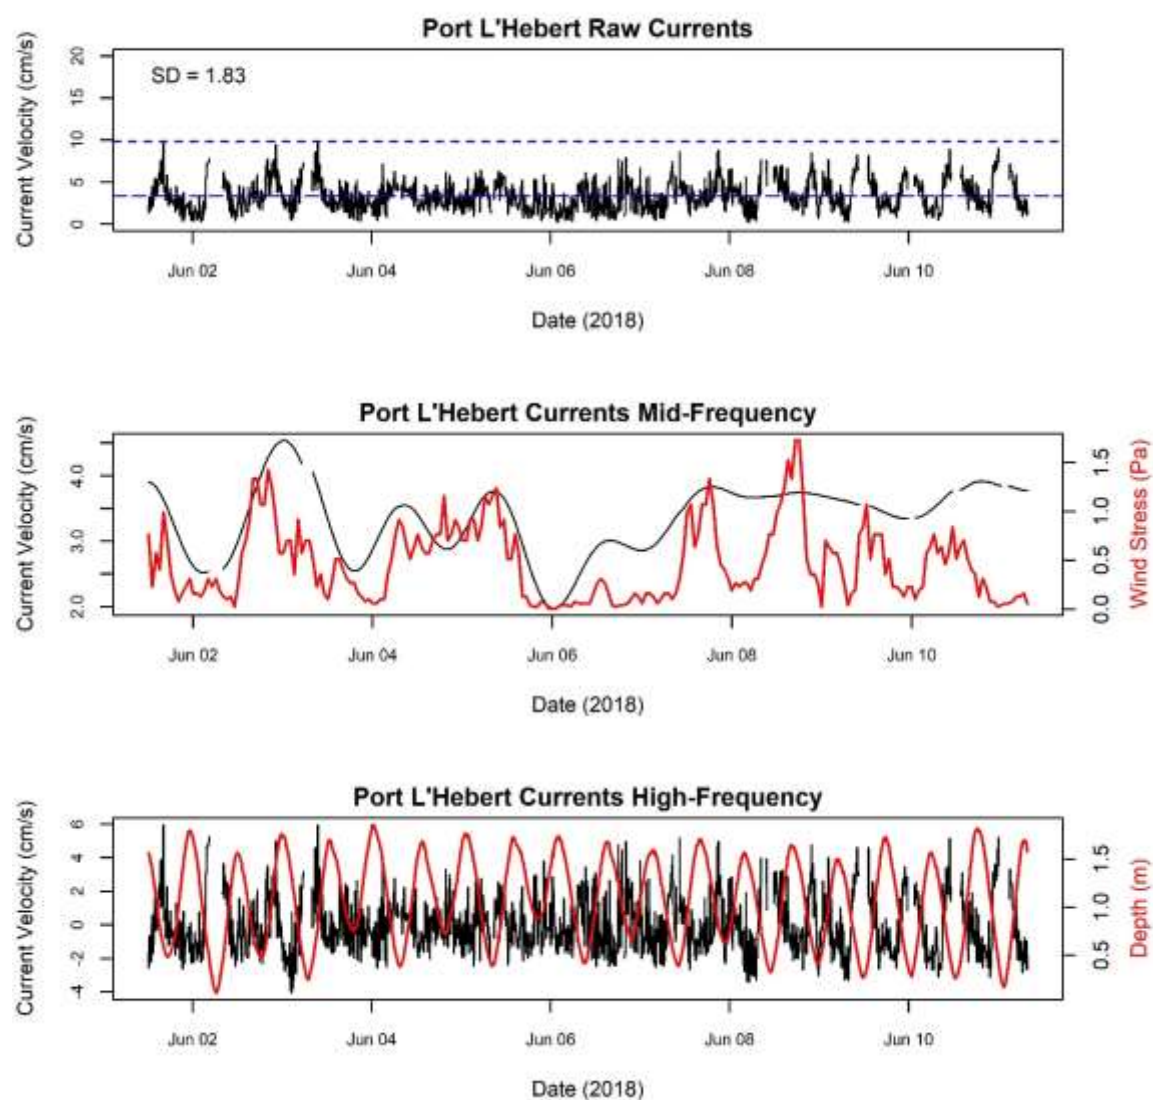 Port L'Hebert Raw Currents
Current Velocity (cm/s)
20
15
10
5
0
SD = 1.83
Jun 02 Jun 04 Jun 06 Jun 08 Jun 10
Date (2018)
Port L'Hebert Currents Mid-Frequency
Current Velocity (cm/s)
4.0
3.0
2.0
1.5
1.0
0.5
0.0
Wind Stress (Pa)
Jun 02 Jun 04 Jun 06 Jun 08 Jun 10
Date (2018)
Port L'Hebert Currents High-Frequency
Current Velocity (cm/s)
6
4
2
0
-2
-4
1.5
1.0
0.5
Depth (m)
Jun 02 Jun 04 Jun 06 Jun 08 Jun 10
Date (2018)